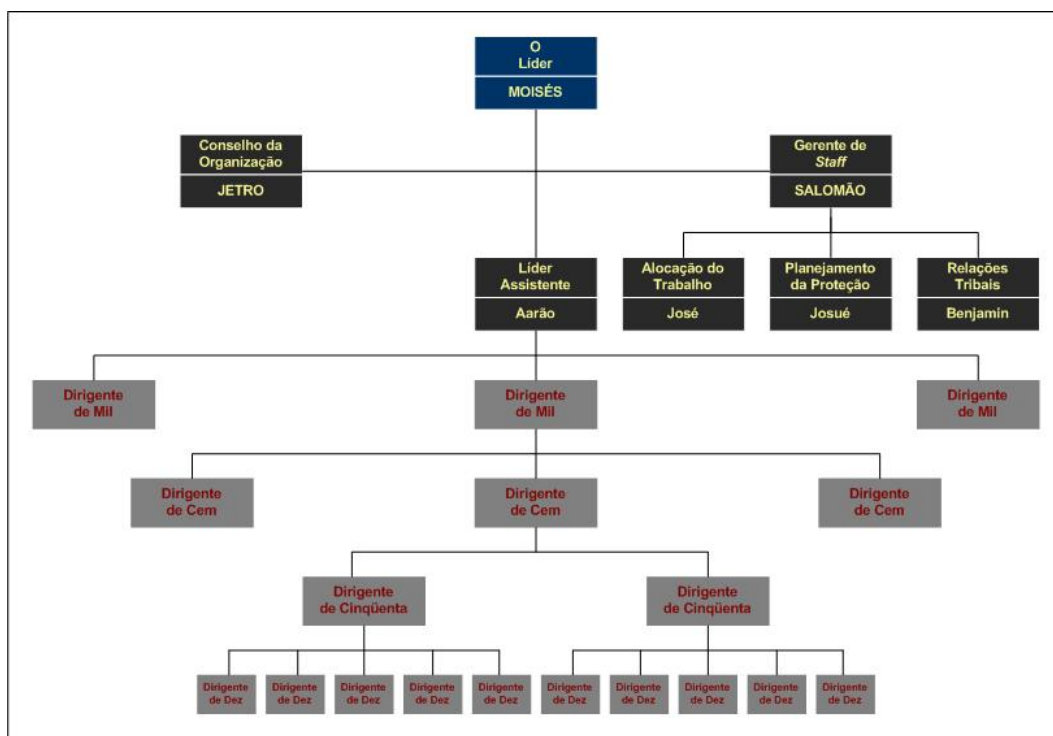 O
Líder
MOISÉS
Conselho da
Organização
JETRO
Gerente de
Staff
SALOMÃO
Líder
Assistente
Aarão
Alocação do
Trabalho
José
Planejamento
da Proteção
Josué
Relações
Tribais
Benjamin
Dirigente
de Mil
Dirigente
de Mil
Dirigente
de Mil
Dirigente
de Cem
Dirigente
de Cem
Dirigente
de Cem
Dirigente
de Cinqüenta
Dirigente
de Cinqüenta
Dirigente
de Dez
Dirigente
de Dez
Dirigente
de Dez
Dirigente
de Dez
Dirigente
de Dez
Dirigente
de Dez
Dirigente
de Dez
Dirigente
de Dez
Dirigente
de Dez
Dirigente
de Dez